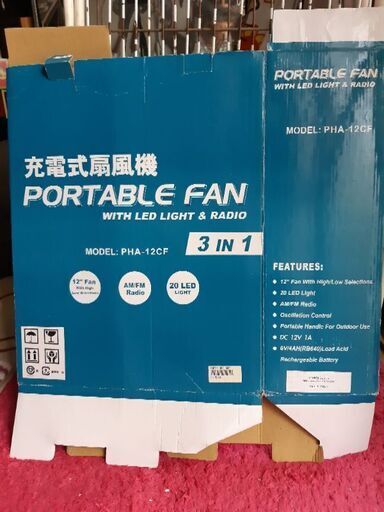 充電式扇風機
PORTABLE FAN
WITH LED LIGHT & RADIO
3 IN 1
MODEL: PHA-12CF
12" Fan
With High
AM/FM
Radio
20 LED
LIGHT
PORTABLE FAN
WITH LED LIGHT & RADIO
MODEL: PHA-12CF
FEATURES:
12" Fan With High/Low Selections
20 LED Light
AM/FM Radio
Oscillation Control
Portable Handle For Outdoor Use
DC 12V 1A
6V/4AH(RB640)Lead Acid
Rechargeable Battery